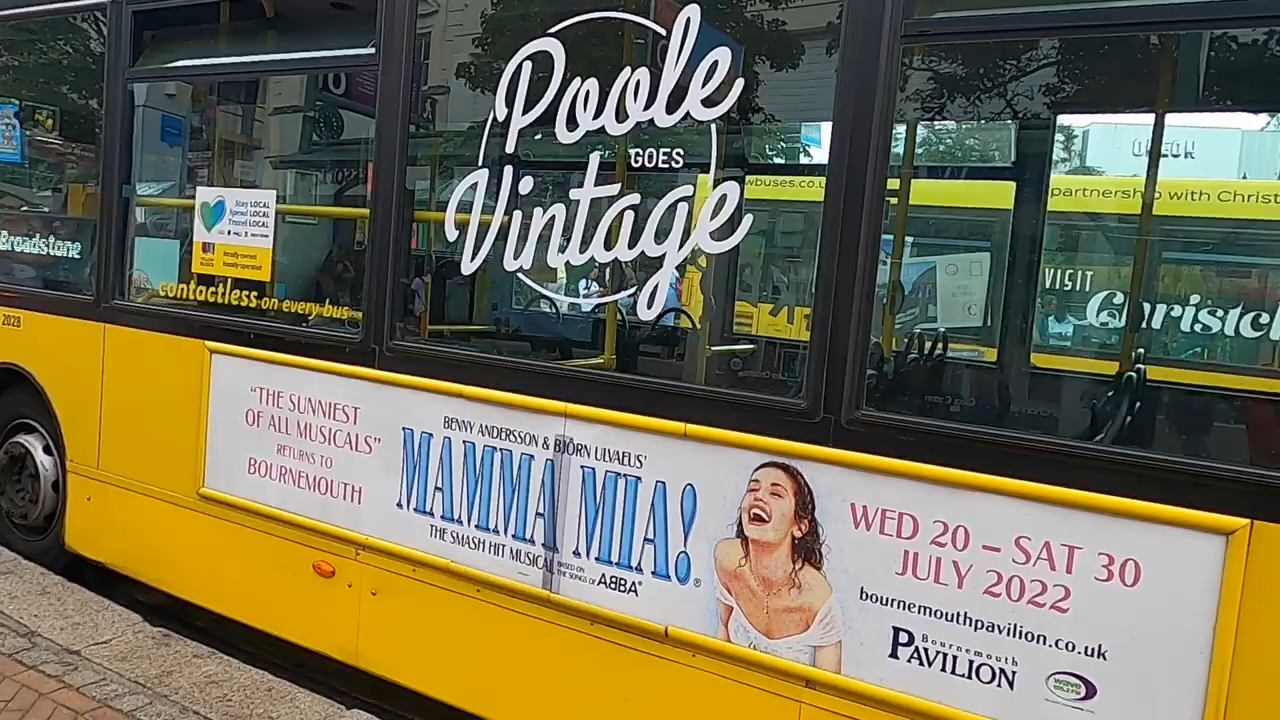 Poole
GOES
Vintage
wbuses.co.u
ODEON
partnership with Christ
Broadstone
Stay LOCAL
Spend LOCAL
Travel LOCAL
locally owned
locally operated
contactless on every bus
VISIT
Christc
2028
"THE SUNNIEST
OF ALL MUSICALS"
RETURNS TO
BOURNEMOUTH
BENNY ANDERSSON & BJÖRN ULVAEUS'
MAMMA MIA!®
THE SMASH HIT MUSICAL
BASED ON
THE SONGS OF ABBA®
WED 20 – SAT 30
JULY 2022
bournemouthpavilion.co.uk
Bournemouth
PAVILION
wave